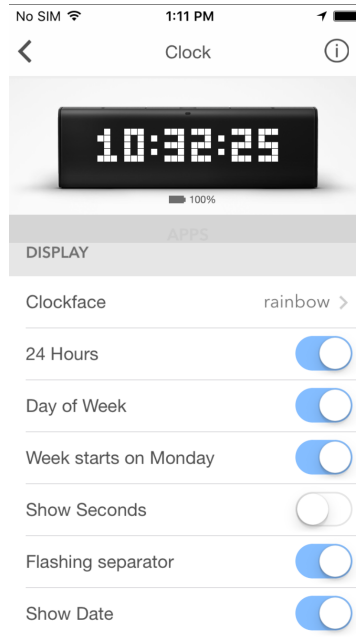 No SIM 1:11 PM
Clock
10:32:25
100%
APPS
DISPLAY
Clockface rainbow
24 Hours
Day of Week
Week starts on Monday
Show Seconds
Flashing separator
Show Date